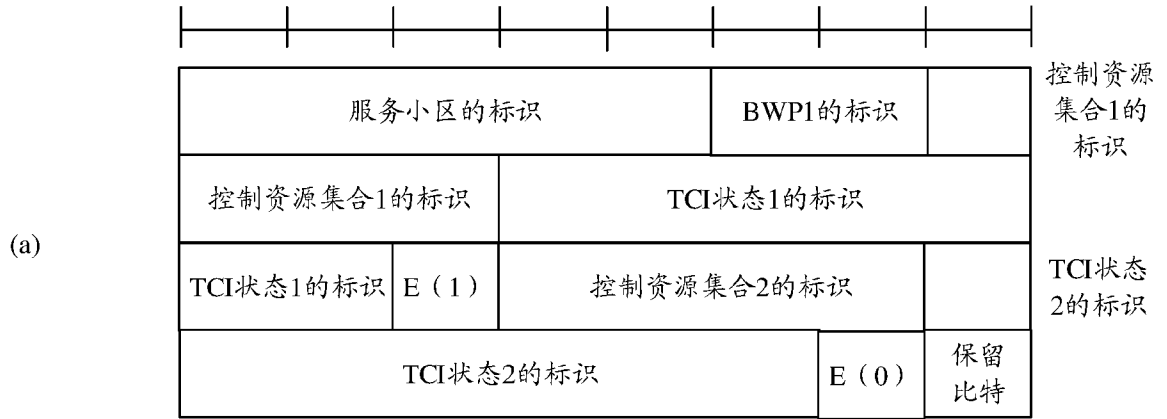 服务小区的标识
BWP1的标识
控制资源
集合1的
标识
控制资源集合1的标识
TCI状态1的标识
(a)
TCI状态1的标识
E（1）
控制资源集合2的标识
TCI状态
2的标识
TCI状态2的标识
E（0）
保留
比特